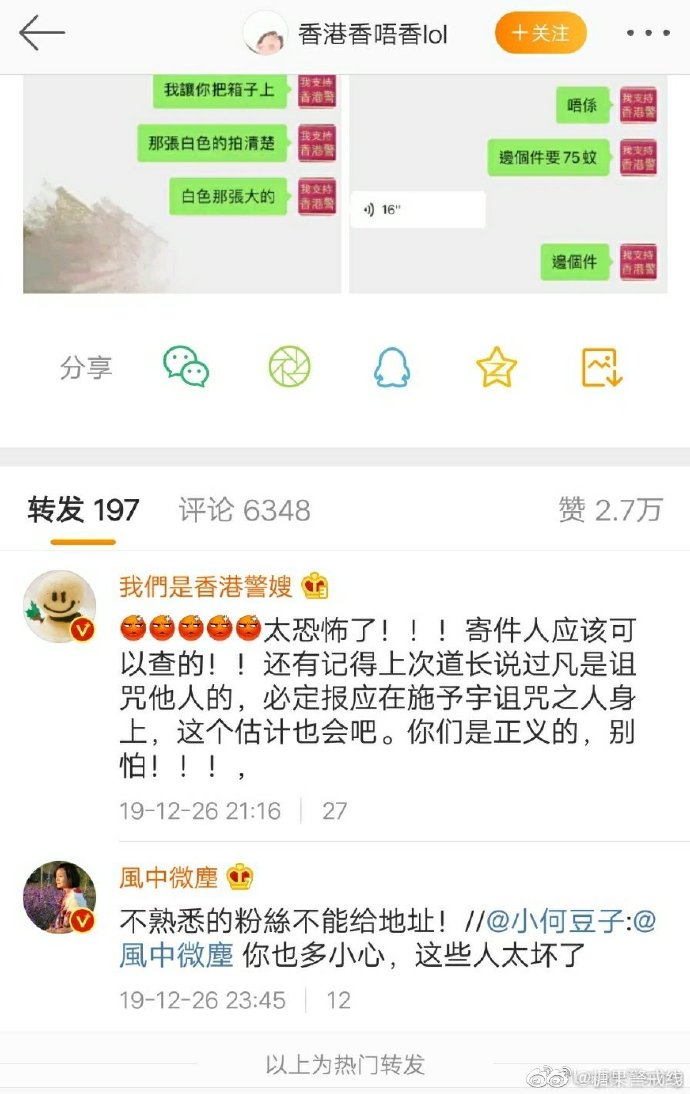 香港香唔香lol
+关注
我讓你把箱子上
我支持
香港警
那張白色的拍清楚
我支持
香港警
白色那張大的
我支持
香港警
唔係
我支持
香港警
邊個件要75蚊
我支持
香港警
16"
邊個件
我支持
香港警
分享
转发 197 评论 6348 赞 2.7万
我們是香港警嫂
太恐怖了！！！寄件人应该可
以查的！！还有记得上次道长说过凡是诅
咒他人的，必定报应在施予宇诅咒之人身
上，这个估计也会吧。你们是正义的，别
怕！！！，
19-12-26 21:16 27
風中微塵
不熟悉的粉絲不能给地址！//@小何豆子:@
風中微塵 你也多小心，这些人太坏了
19-12-26 23:45 12
以上为热门转发
@糖果警戒线